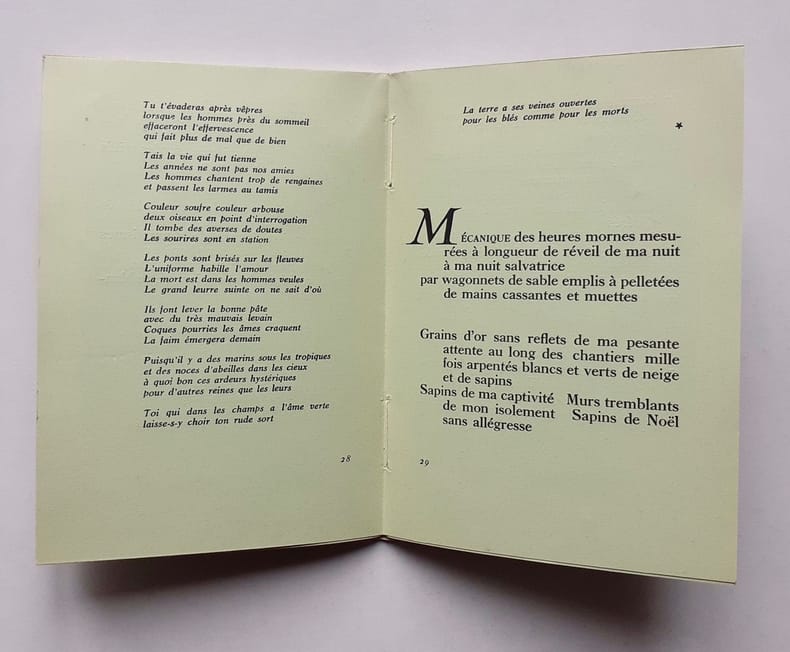 Tu t'évaderas après vêpres
lorsque les hommes près du sommeil
effaceront l'effervescence
qui fait plus de mal que de bien
Tais la vie qui fut tienne
Les années ne sont pas nos amies
Les hommes chantent trop de rengaines
et passent les larmes au tamis
Couleur soufre couleur arbouse
deux oiseaux en point d'interrogation
Il tombe des averses de doutes
Les sourires sont en station
Les ponts sont brisés sur les fleuves
L'uniforme habille l'amour
La mort est dans les hommes veules
Le grand leurre suinte on ne sait d'où
Ils font lever la bonne pâte
avec du très mauvais levain
Coques pourries les âmes craquent
La faim émergera demain
Puisqu'il y a des marins sous les tropiques
et des noces d'abeilles dans les cieux
à quoi bon ces ardeurs hystériques
pour d'autres reines que les leurs
Toi qui dans les champs a l'âme verte
laisse-s-y choir ton rude sort
28
La terre a ses veines ouvertes
pour les blés comme pour les morts
*
MÉCANIQUE des heures mornes mesu-
rées à longueur de réveil de ma nuit
à ma nuit salvatrice
par wagonnets de sable emplis à pelletées
de mains cassantes et muettes
Grains d'or sans reflets de ma pesante
attente au long des chantiers mille
fois arpentés blancs et verts de neige
et de sapins
Sapins de ma captivité Murs tremblants
de mon isolement Sapins de Noël
sans allégresse
29